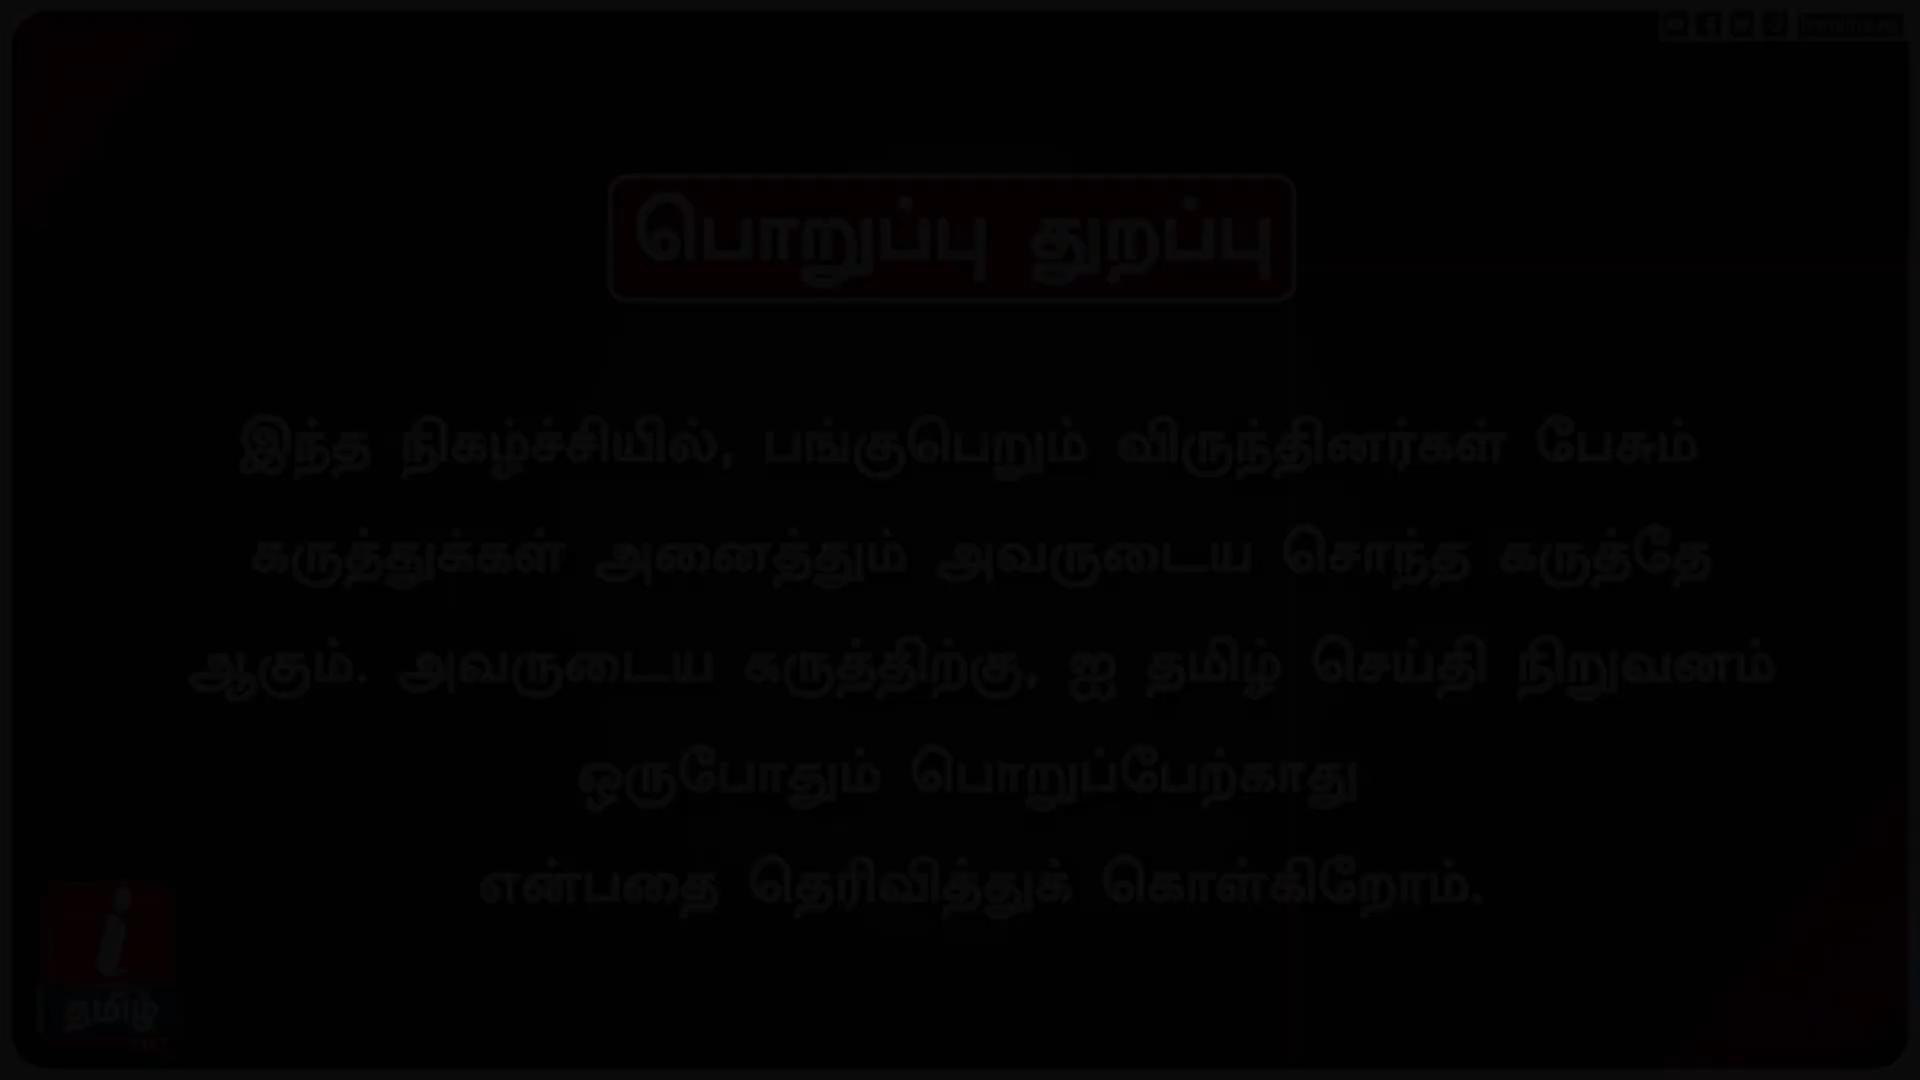 பொறுப்பு துறப்பு
இந்த நிகழ்ச்சியில், பங்குபெறும் விருந்தினர்கள் பேசும்
கருத்துக்கள் அனைத்தும் அவருடைய சொந்த கருத்தே
ஆகும். அவருடைய கருத்திற்கு, ஐ தமிழ் செய்தி நிறுவனம்
ஒருபோதும் பொறுப்பேற்காது
என்பதை தெரிவித்துக் கொள்கிறோம்.
i
தமிழ்